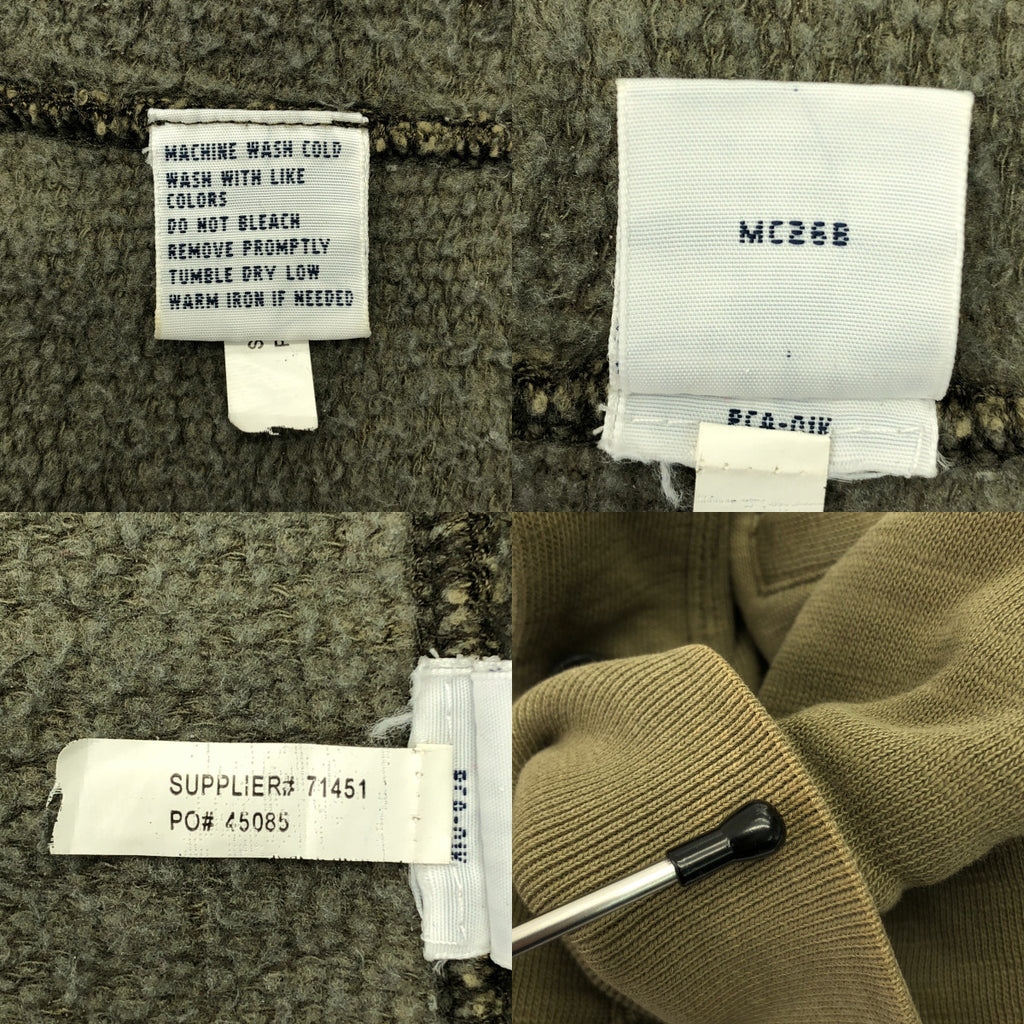 MACHINE WASH COLD
WASH WITH LIKE
COLORS
DO NOT BLEACH
REMOVE PROMPTLY
TUMBLE DRY LOW
WARM IRON IF NEEDED
MC26B
SUPPLIER# 71451
PO# 45085